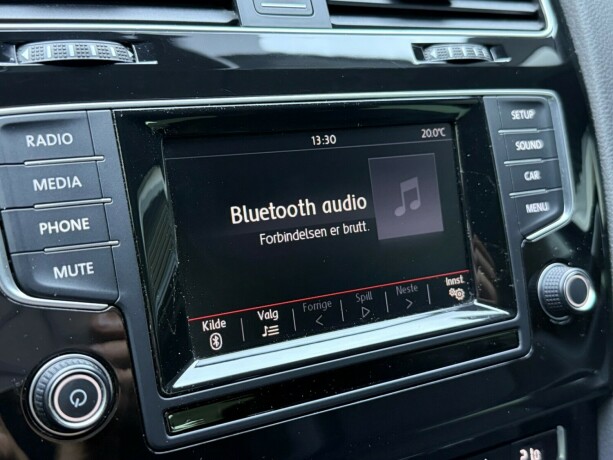 RADIO
MEDIA
PHONE
MUTE
13:30
20.0°C
Bluetooth audio
Forbindelsen er brutt.
Kilde
Valg
Forrige
Spill
Neste
Innst.
SETUP
SOUND
CAR
MENU